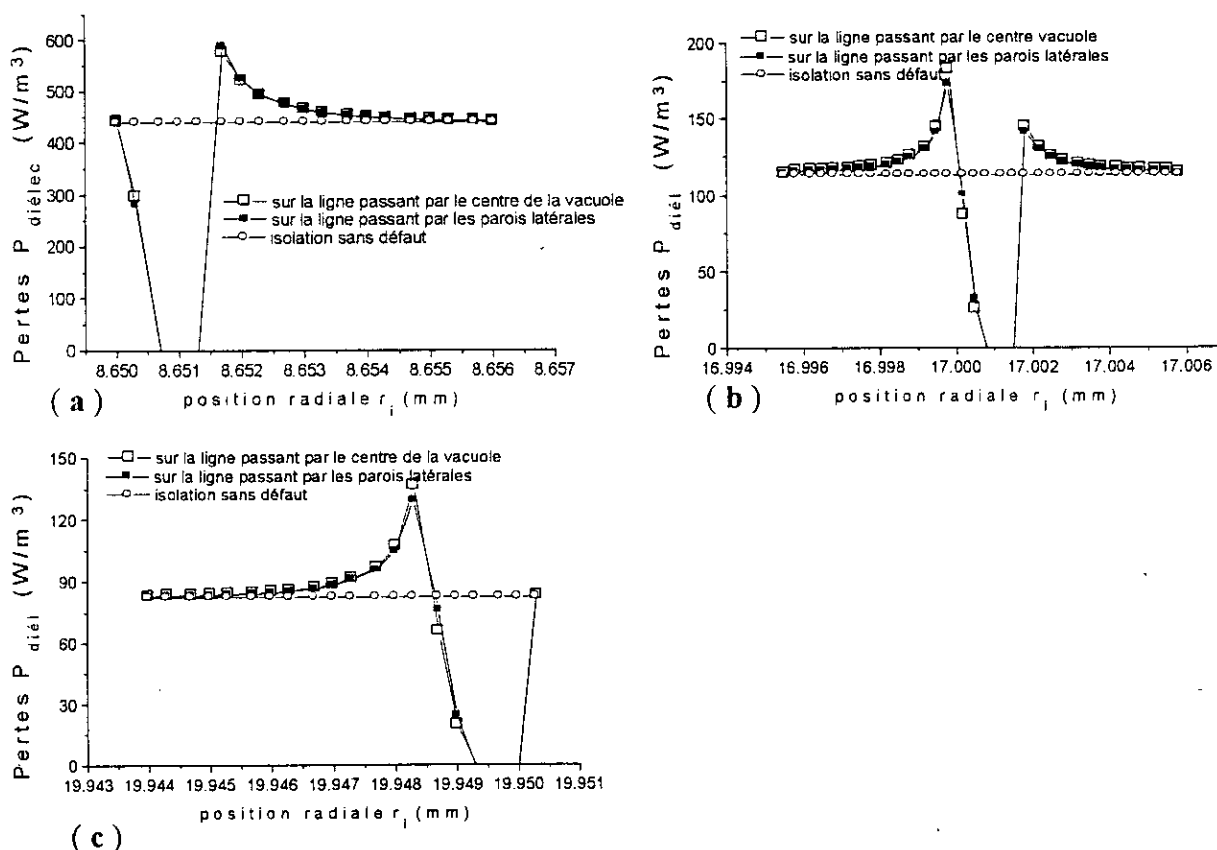 600
500
450
400
300
200
100
0
Pertes P diélec (W/m³)
sur la ligne passant par le centre de la vacuole
sur la ligne passant par les parois latérales
isolation sans défaut
8.650 8.651 8.652 8.653 8.654 8.655 8.656 8.657
position radiale r i (mm)
(a)
sur la ligne passant par le centre vacuole
sur la ligne passant par les parois latérales
isolation sans défaut
200
150
100
50
0
Pertes P diél (W/m³)
16.994 16.996 16.998 17.000 17.002 17.004 17.006
position radiale r i (mm)
(b)
150
120
90
60
30
0
Pertes P diél (W/m³)
sur la ligne passant par le centre de la vacuole
sur la ligne passant par les parois latérales
isolation sans défaut
19.943 19.944 19.945 19.946 19.947 19.948 19.949 19.950 19.951
position radiale r i (mm)
(c)